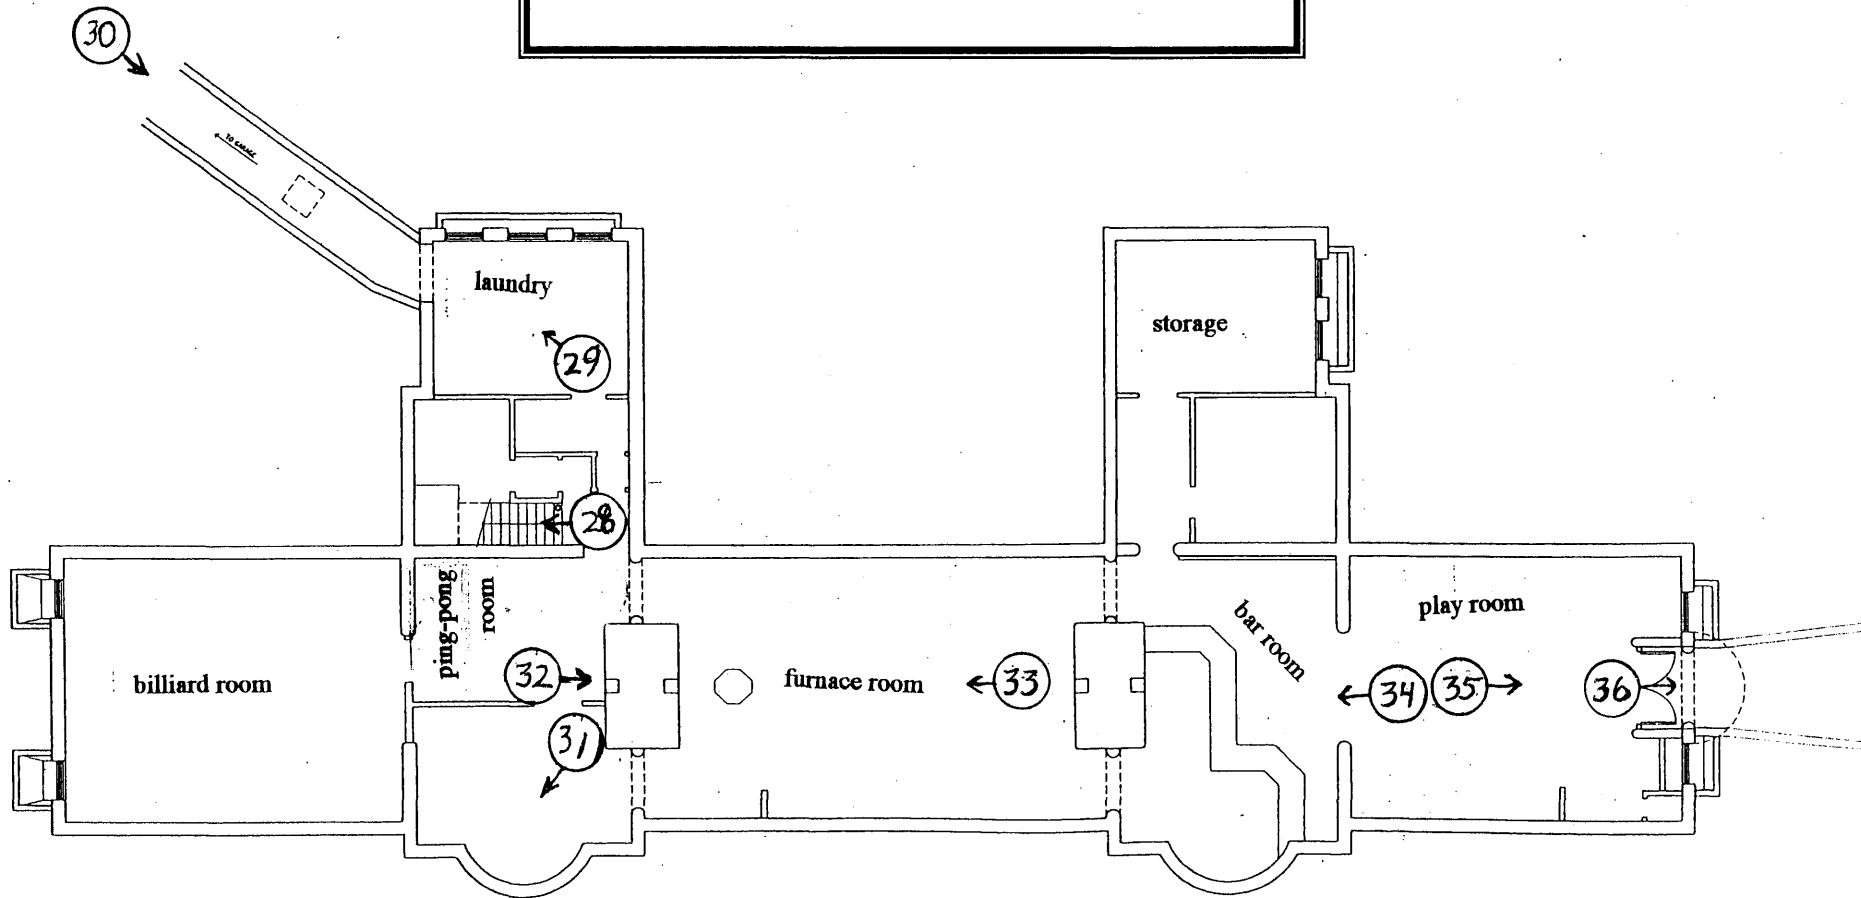 30
TO GARAGE
laundry
29
storage
28
ping-pong
room
billiard room
32
31
furnace room
33
bar room
34
35
play room
36